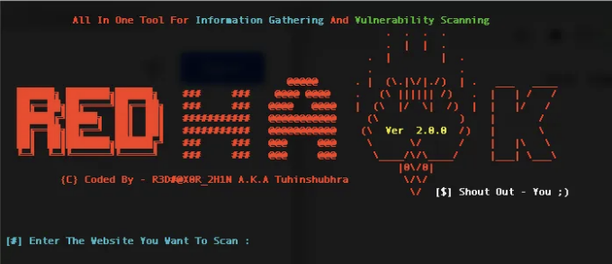 All In One Tool For Information Gathering And Vulnerability Scanning
RED HAWK
Ver 2.0.0
(C) Coded By - R3D#@X0R_2H1N A.K.A Tuhinshubhra
[$] Shout Out - You ;)
[#] Enter The Website You Want To Scan :